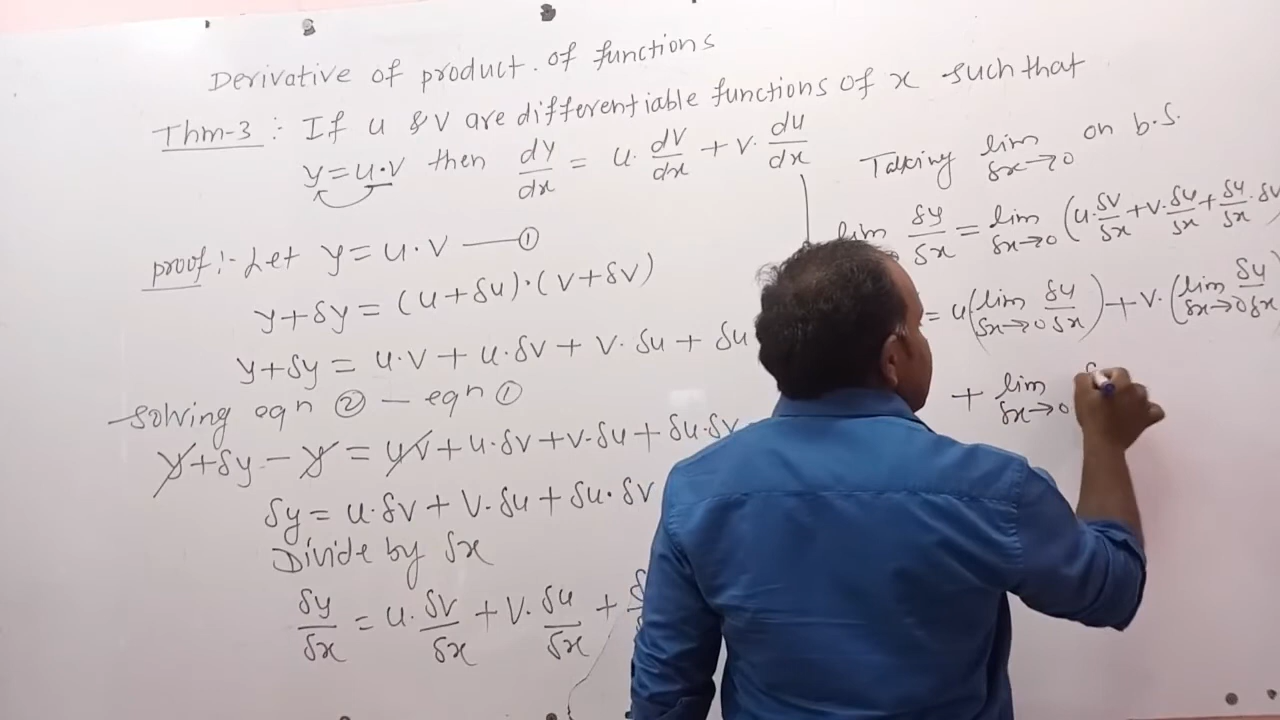 Derivative of product. of functions
Thm-3 :- If u & v are differentiable functions of x such that
y = u·v then dy/dx = u· dv/dx + v· du/dx
proof :- Let y = u·v —— ①
y+δy = (u+δu)·(v+δv)
y+δy = u·v + u·δv + v·δu + δu
solving eqn ② — eqn ①
y+δy - y = uv + u·δv + v·δu + δu·δv
δy = u·δv + v·δu + δu·δv
Divide by δx
δy/δx = u· δv/δx + v· δu/δx +
Talking lim δx→0 on b.s.
lim δy/δx = lim δx→0 (u· δv/δx + v· δu/δx + δu/δx · δv
= u(lim δx→0 δy/δx) + v·(lim δx→0 δy/δx)
+ lim δx→0